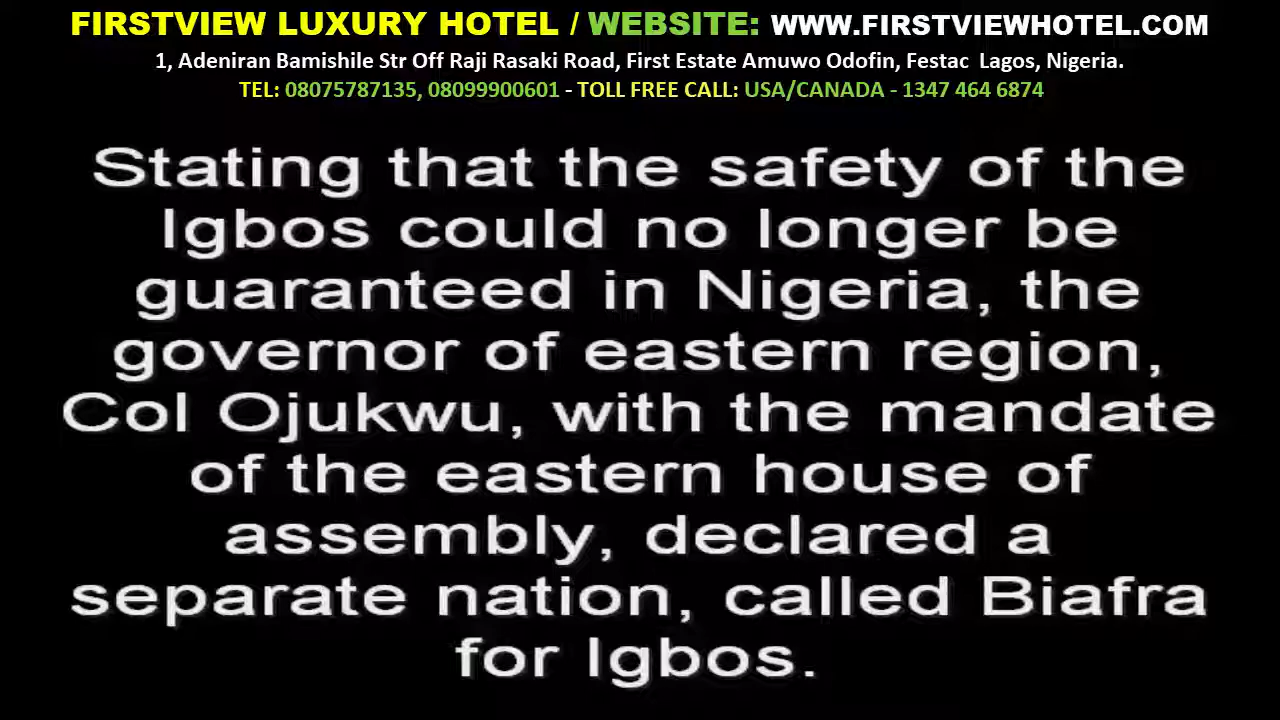 FIRSTVIEW LUXURY HOTEL / WEBSITE: WWW.FIRSTVIEWHOTEL.COM
1, Adeniran Bamishile Str Off Raji Rasaki Road, First Estate Amuwo Odofin, Festac Lagos, Nigeria.
TEL: 08075787135, 08099900601 - TOLL FREE CALL: USA/CANADA - 1347 464 6874
Stating that the safety of the
Igbos could no longer be
guaranteed in Nigeria, the
governor of eastern region,
Col Ojukwu, with the mandate
of the eastern house of
assembly, declared a
separate nation, called Biafra
for Igbos.